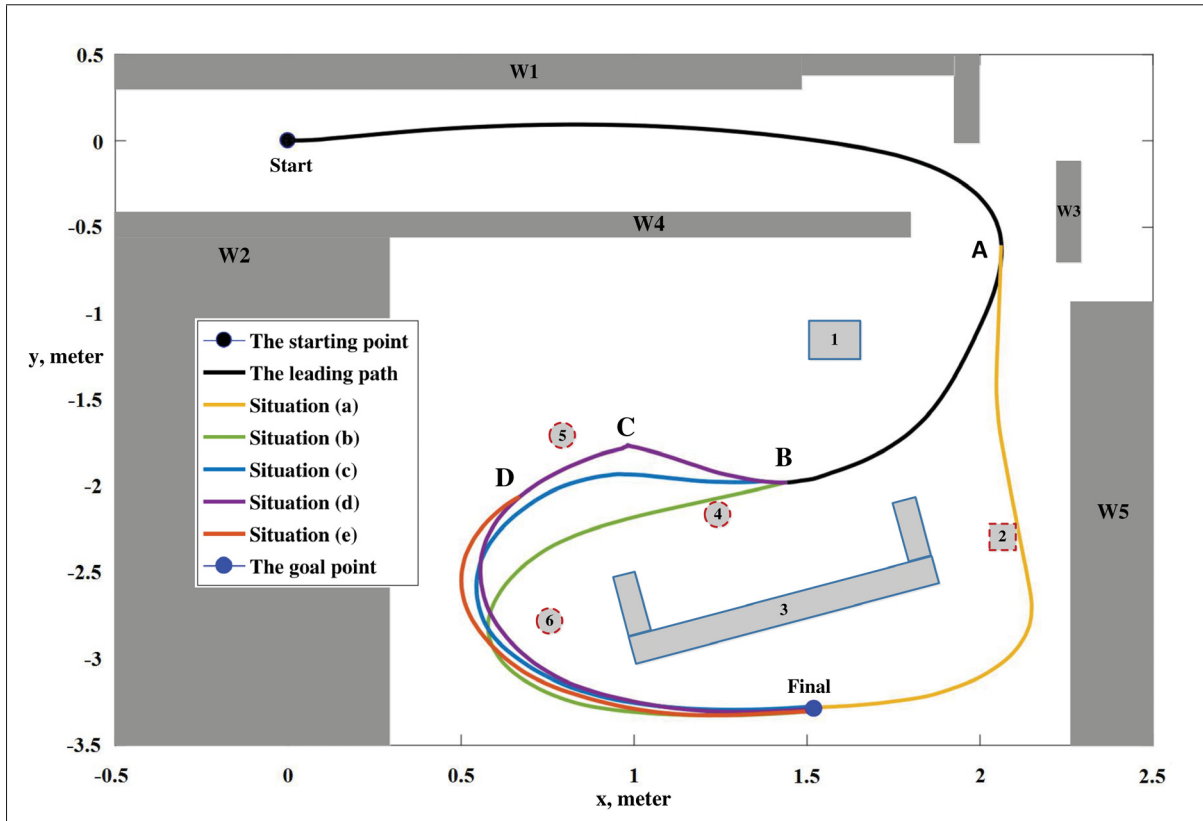 0.5
W1
0
Start
-0.5
W4
W3
A
W2
-1
1
The starting point
The leading path
y, meter
-1.5
Situation (a)
Situation (b)
Situation (c)
Situation (d)
Situation (e)
The goal point
5
C
B
D
-2
4
2
W5
-2.5
3
6
-3
Final
-3.5
-0.5 0 0.5 1 1.5 2 2.5
x, meter